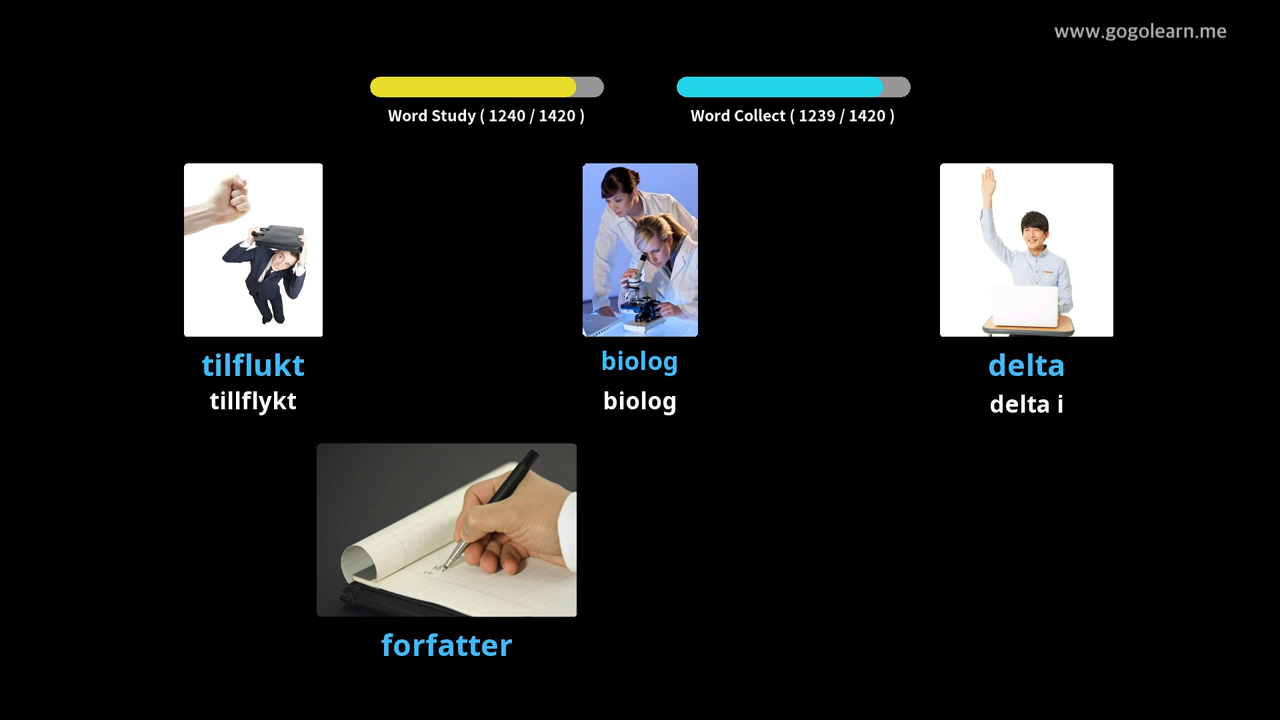 www.gogolearn.me
Word Study ( 1240 / 1420 )
Word Collect ( 1239 / 1420 )
tilflukt
tillflykt
biolog
biolog
delta
delta i
forfatter